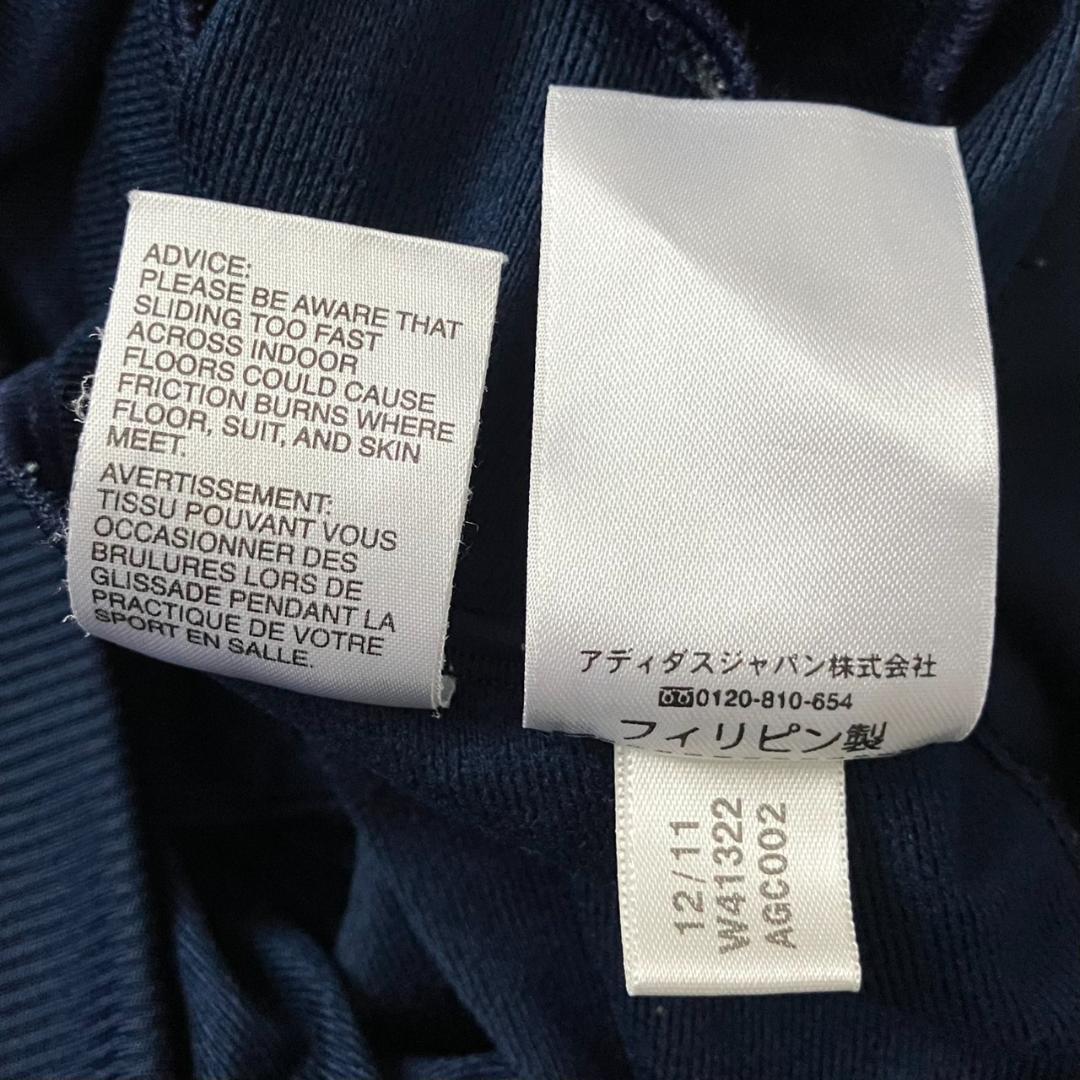 ADVICE:
PLEASE BE AWARE THAT
SLIDING TOO FAST
ACROSS INDOOR
FLOORS COULD CAUSE
FRICTION BURNS WHERE
FLOOR, SUIT, AND SKIN
MEET.
AVERTISSEMENT:
TISSU POUVANT VOUS
OCCASIONNER DES
BRULURES LORS DE
GLISSADE PENDANT LA
PRACTIQUE DE VOTRE
SPORT EN SALLE.
アディダスジャパン株式会社
0120-810-654
フィリピン製
12/11
W41322
AGC002